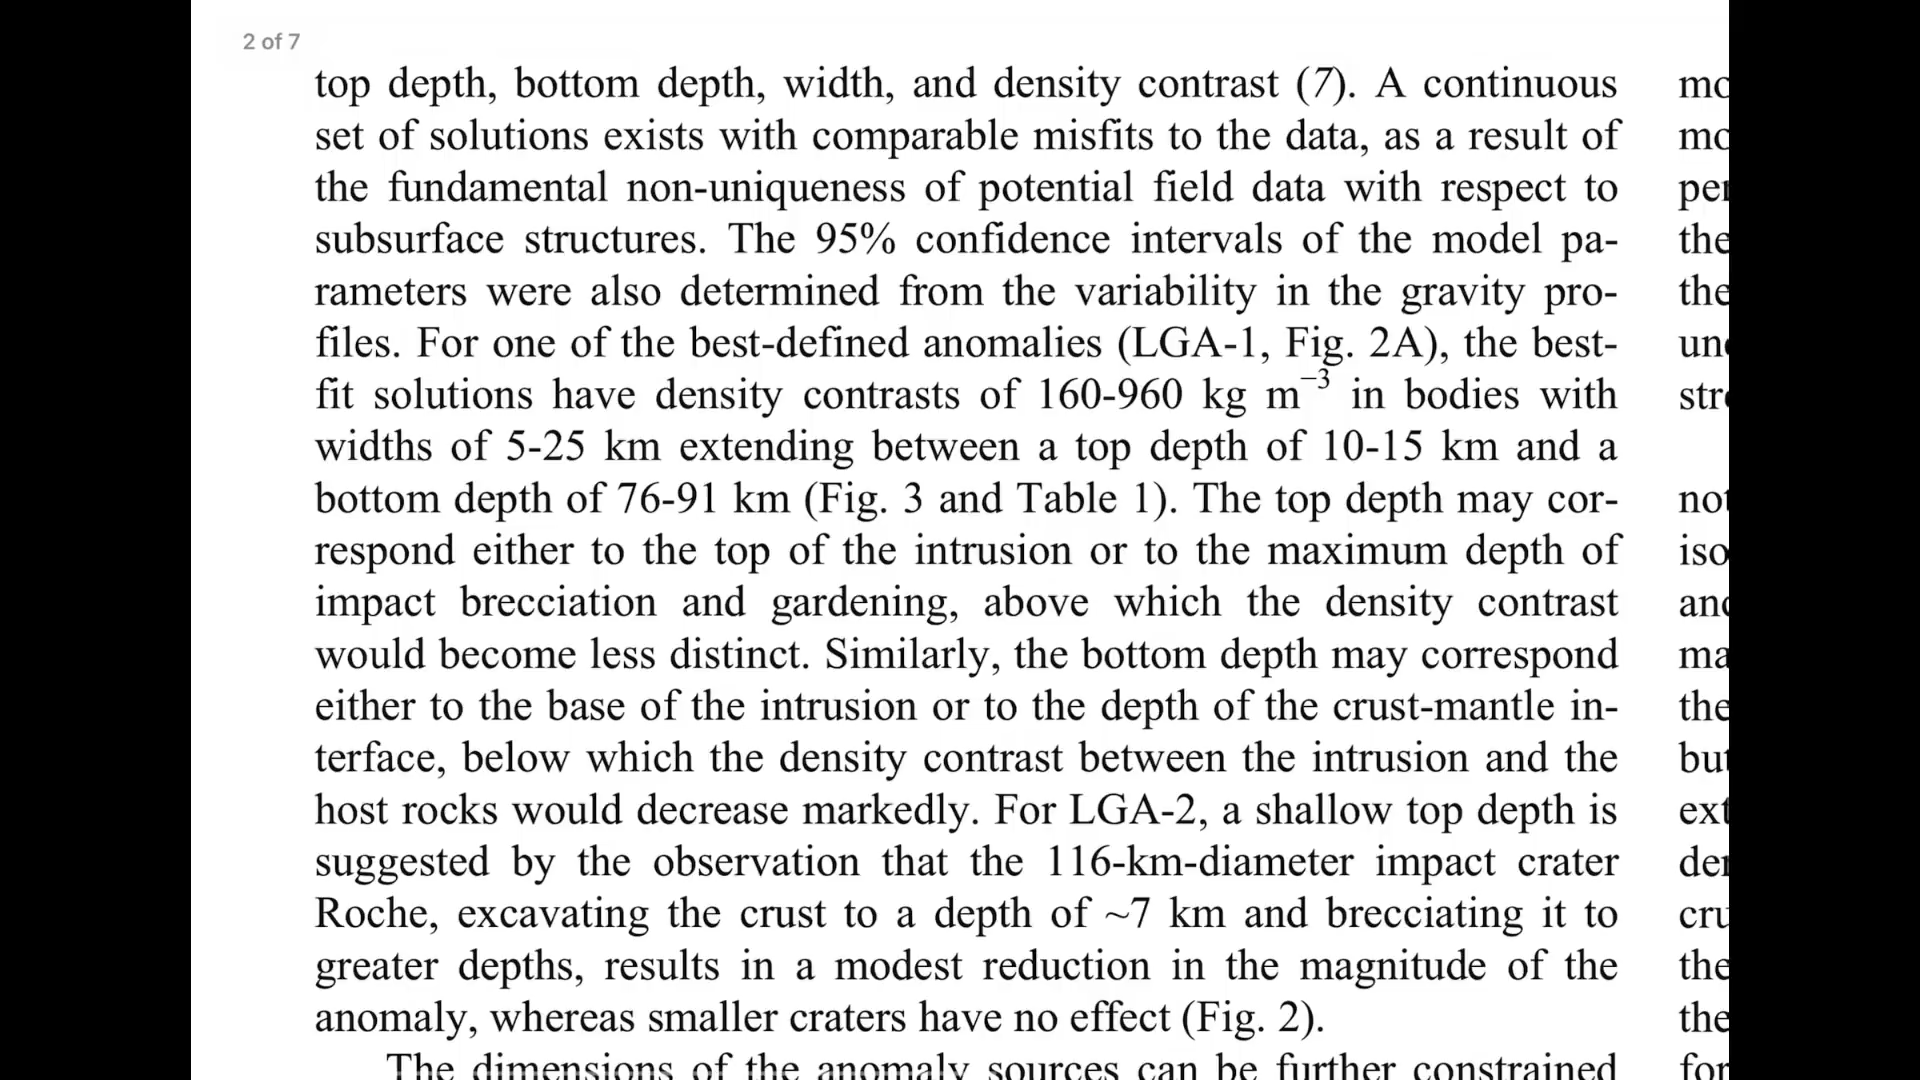 2 of 7
top depth, bottom depth, width, and density contrast (7). A continuous
set of solutions exists with comparable misfits to the data, as a result of
the fundamental non-uniqueness of potential field data with respect to
subsurface structures. The 95% confidence intervals of the model pa-
rameters were also determined from the variability in the gravity pro-
files. For one of the best-defined anomalies (LGA-1, Fig. 2A), the best-
fit solutions have density contrasts of 160-960 kg m⁻³ in bodies with
widths of 5-25 km extending between a top depth of 10-15 km and a
bottom depth of 76-91 km (Fig. 3 and Table 1). The top depth may cor-
respond either to the top of the intrusion or to the maximum depth of
impact brecciation and gardening, above which the density contrast
would become less distinct. Similarly, the bottom depth may correspond
either to the base of the intrusion or to the depth of the crust-mantle in-
terface, below which the density contrast between the intrusion and the
host rocks would decrease markedly. For LGA-2, a shallow top depth is
suggested by the observation that the 116-km-diameter impact crater
Roche, excavating the crust to a depth of ~7 km and brecciating it to
greater depths, results in a modest reduction in the magnitude of the
anomaly, whereas smaller craters have no effect (Fig. 2).
The dimensions of the anomaly sources can be further constrained
the
the
not
iso
ma
the
but
ext
the
the
for